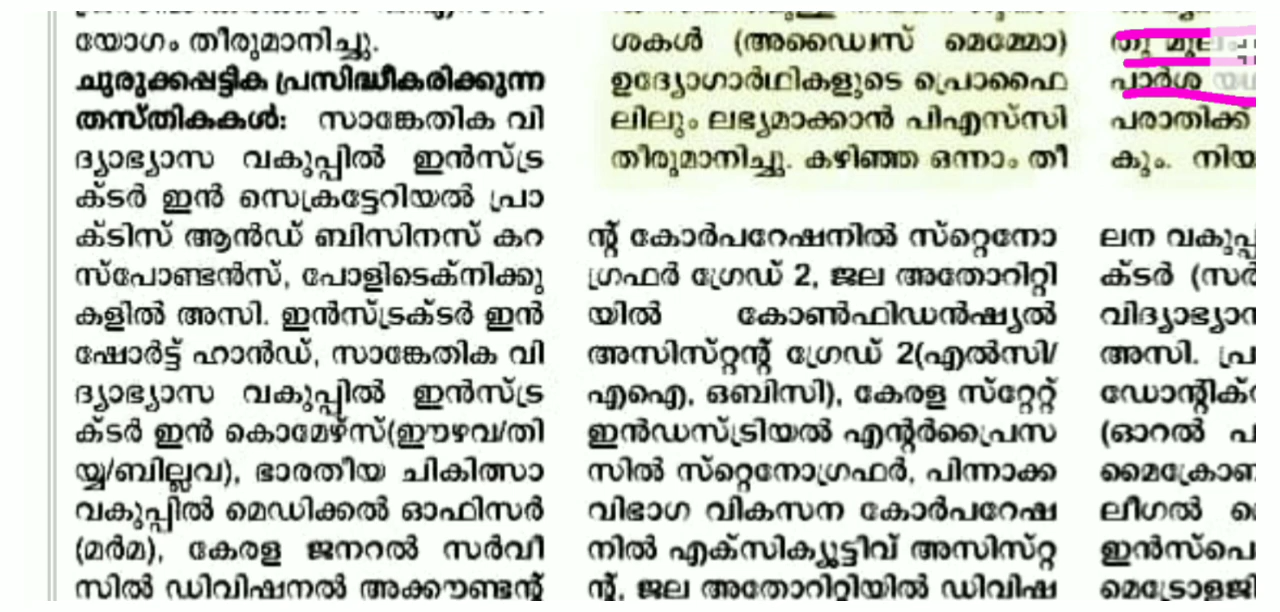 യോഗം തീരുമാനിച്ചു.
ചുരുക്കപ്പട്ടിക പ്രസിദ്ധീകരിക്കുന്ന
തസ്തികകൾ: സാങ്കേതിക വി
ദ്യാഭ്യാസ വകുപ്പിൽ ഇൻസ്ട്ര
ക്ടർ ഇൻ സെക്രട്ടേറിയൽ പ്രാ
ക്ടിസ് ആൻഡ് ബിസിനസ് കറ
സ്പോണ്ടൻസ്, പോളിടെക്നിക്കു
കളിൽ അസി. ഇൻസ്ട്രക്ടർ ഇൻ
ഷോർട്ട് ഹാൻഡ്, സാങ്കേതിക വി
ദ്യാഭ്യാസ വകുപ്പിൽ ഇൻസ്ട്ര
ക്ടർ ഇൻ കൊമേഴ്സ്(ഈഴവ/തി
യ്യ/ബില്ലവ), ഭാരതീയ ചികിത്സാ
വകുപ്പിൽ മെഡിക്കൽ ഓഫിസർ
(മർമ), കേരള ജനറൽ സർവീ
സിൽ ഡിവിഷനൽ അക്കൗണ്ടന്റ്
ശകൾ (അഡ്വൈസ് മെമ്മോ)
ഉദ്യോഗാർഥികളുടെ പ്രൊഫൈ
ലിലും ലഭ്യമാക്കാൻ പിഎസ്‌സി
തീരുമാനിച്ചു. കഴിഞ്ഞ ഒന്നാം തീ
ന്റ് കോർപറേഷനിൽ സ്റ്റെനോ
ഗ്രഫർ ഗ്രേഡ് 2, ജല അതോറിറ്റി
യിൽ കോൺഫിഡൻഷ്യൽ
അസിസ്റ്റന്റ് ഗ്രേഡ് 2(എൽസി/
എഐ, ഒബിസി), കേരള സ്റ്റേറ്റ്
ഇൻഡസ്ട്രിയൽ എന്റർപ്രൈസ
സിൽ സ്റ്റെനോഗ്രഫർ, പിന്നാക്ക
വിഭാഗ വികസന കോർപറേഷ
നിൽ എക്സിക്യൂട്ടിവ് അസിസ്റ്റ
ന്റ്, ജല അതോറിറ്റിയിൽ ഡിവിഷ
പാർശ
പരാതിക്ക്
കും. നിയ
ലന വകുപ്പ
ക്ടർ (സർ
വിദ്യാഭ്യാസ
അസി. പ്ര
ഡോന്റിക്
(ഓറൽ പ
മൈക്രോബ
ലീഗൽ മെ
ഇൻസ്പെ
മെട്രോളജി